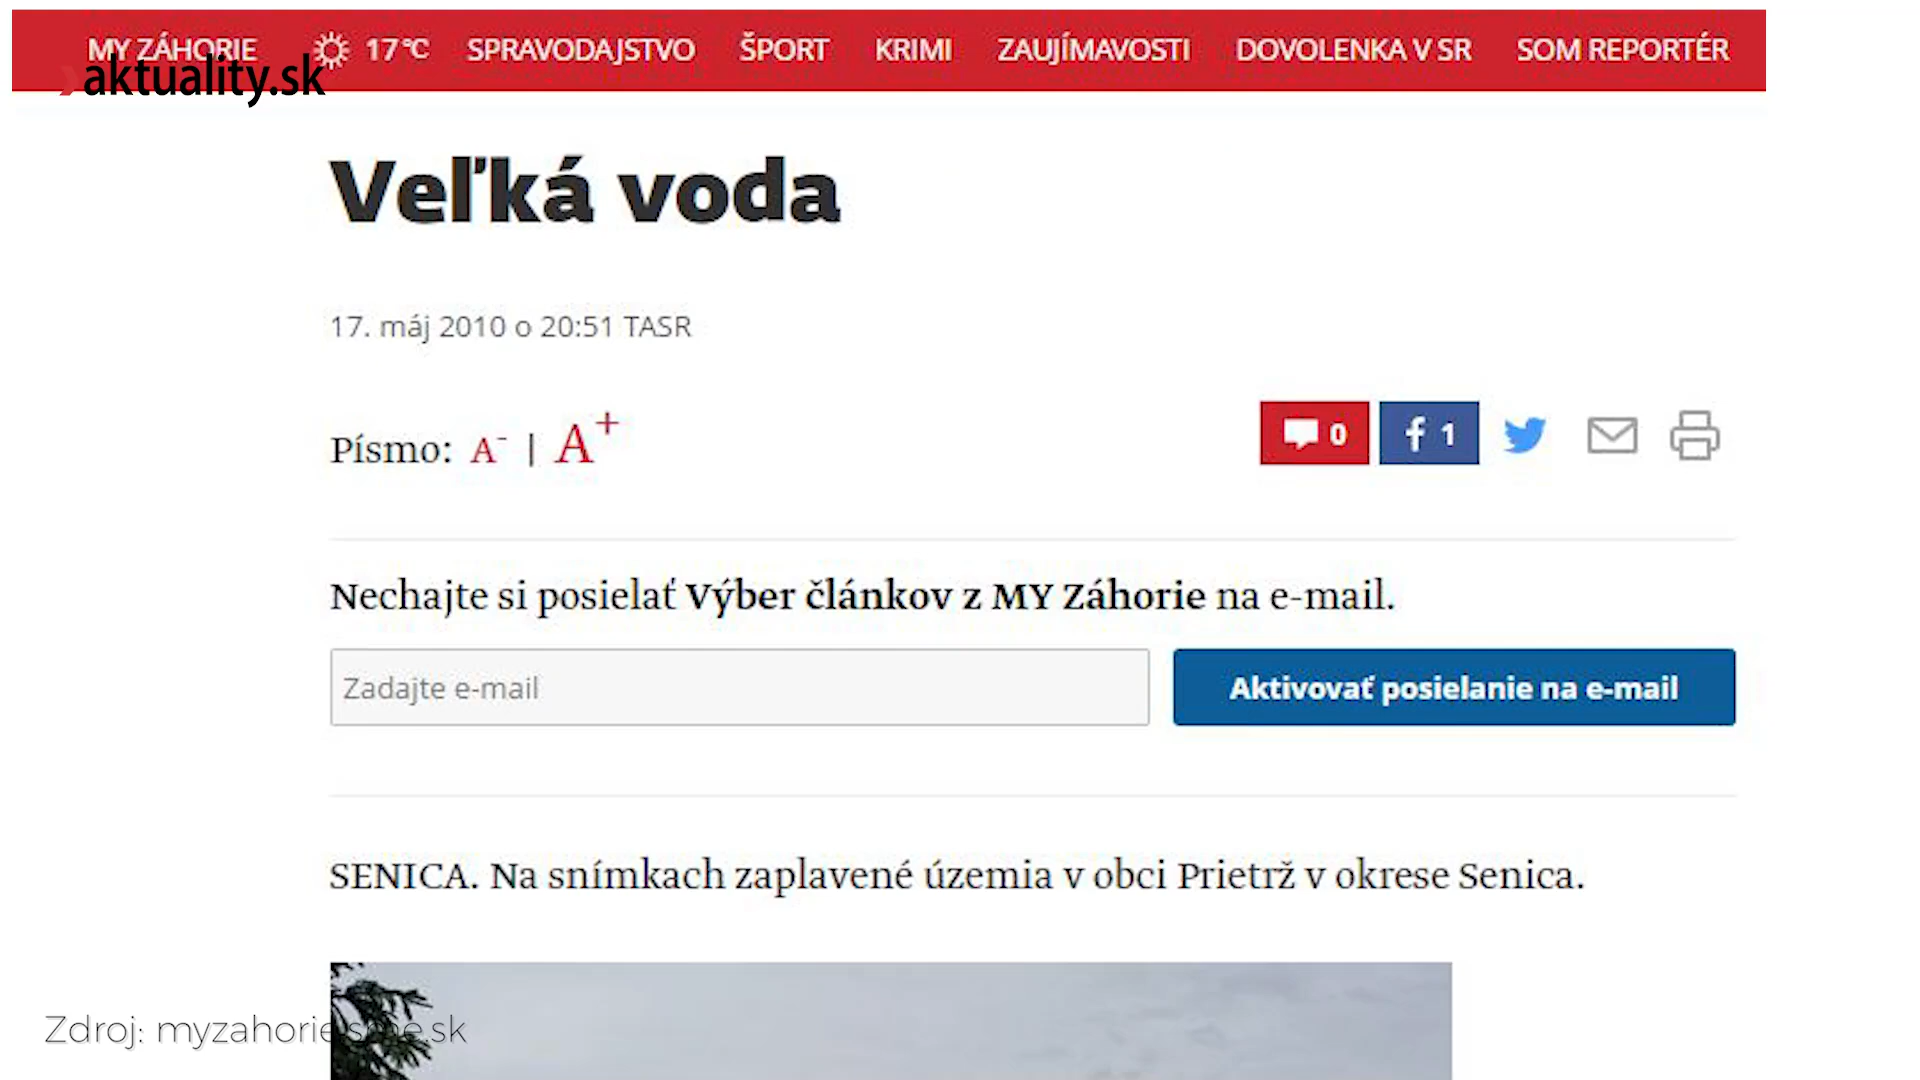 MY ZÁHORIE 17°C SPRAVODAJSTVO ŠPORT KRIMI ZAUJÍMAVOSTI DOVOLENKA V SR SOM REPORTÉR
aktuality.sk
Veľká voda
17. máj 2010 o 20:51 TASR
Písmo: A- | A+
0 1
Nechajte si posielať Výber článkov z MY Záhorie na e-mail.
Zadajte e-mail Aktivovať posielanie na e-mail
SENICA. Na snímkach zaplavené územia v obci Prietrž v okrese Senica.
Zdroj: myzahorie.sme.sk